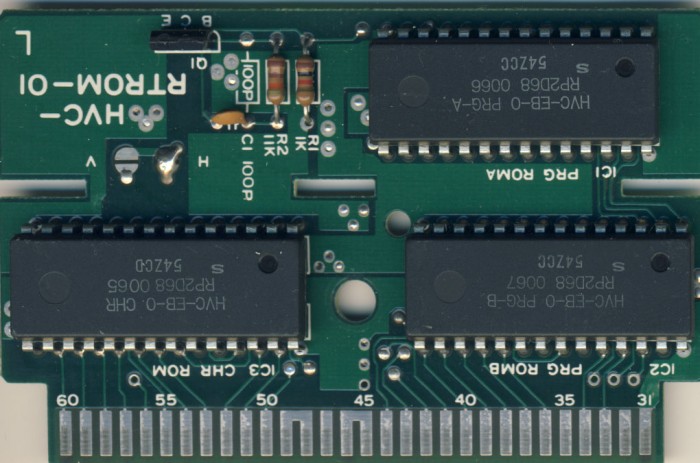 B C E
L
Q1
RTROM-01
HVC-
100P
C1 100P
R2
1K
R1
1K
V
H
HVC-EB-0 PRG-A
RP2D68 0066
S
54ZCC
IC1 PRG ROMA
HVC-EB-0 CHR
RP2D68 0065
S
54ZCD
IC3 CHR ROM
HVC-EB-0 PRG-B
RP2D68 0067
S
54ZCC
IC2 PRG ROMB
60 55 50 45 40 35 31